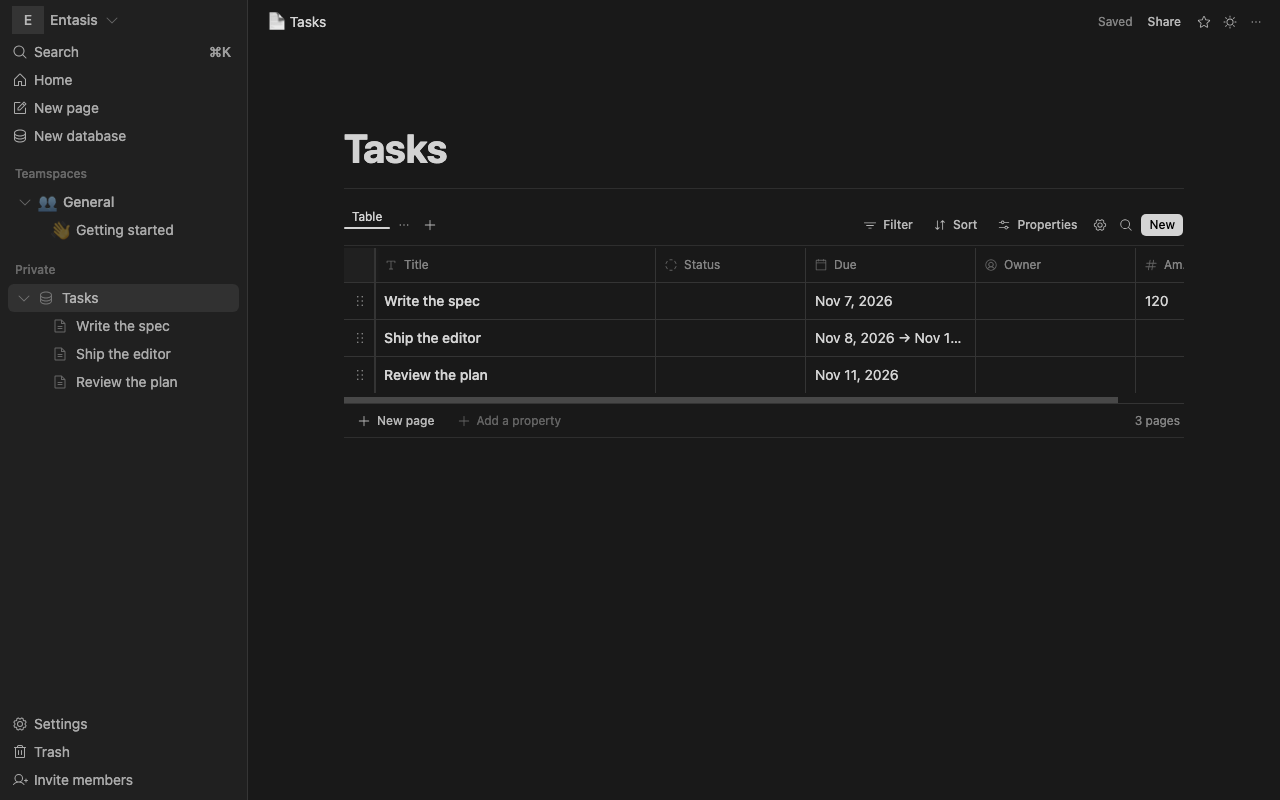 E Entasis
Search ⌘K
Home
New page
New database
Teamspaces
General
Getting started
Private
Tasks
Write the spec
Ship the editor
Review the plan
Settings
Trash
Invite members
Tasks
Saved Share
Tasks
Table
Filter Sort Properties New
Title Status Due Owner Am
Write the spec Nov 7, 2026 120
Ship the editor Nov 8, 2026 → Nov 1...
Review the plan Nov 11, 2026
New page Add a property 3 pages